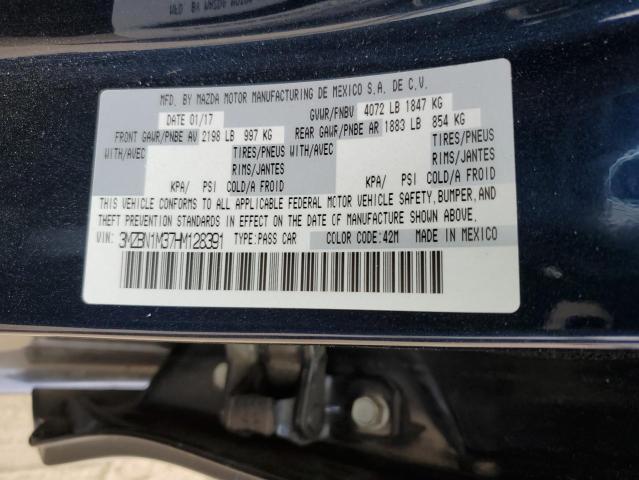 MFD. BY MAZDA MOTOR MANUFACTURING DE MEXICO S.A. DE C.V.
DATE 01/17 GVWR/FNBV 4072 LB 1847 KG
FRONT GAWR/PNBE AV 2198 LB 997 KG REAR GAWR/PNBE AR 1883 LB 854 KG
WITH/AVEC TIRES/PNEUS WITH/AVEC TIRES/PNEUS
RIMS/JANTES RIMS/JANTES
KPA/ PSI COLD/A FROID KPA/ PSI COLD/A FROID
THIS VEHICLE CONFORMS TO ALL APPLICABLE FEDERAL MOTOR VEHICLE SAFETY, BUMPER, AND
THEFT PREVENTION STANDARDS IN EFFECT ON THE DATE OF MANUFACTURE SHOWN ABOVE.
VIN: 3MZBN1M37HM128391 TYPE:PASS CAR COLOR CODE:42M MADE IN MEXICO